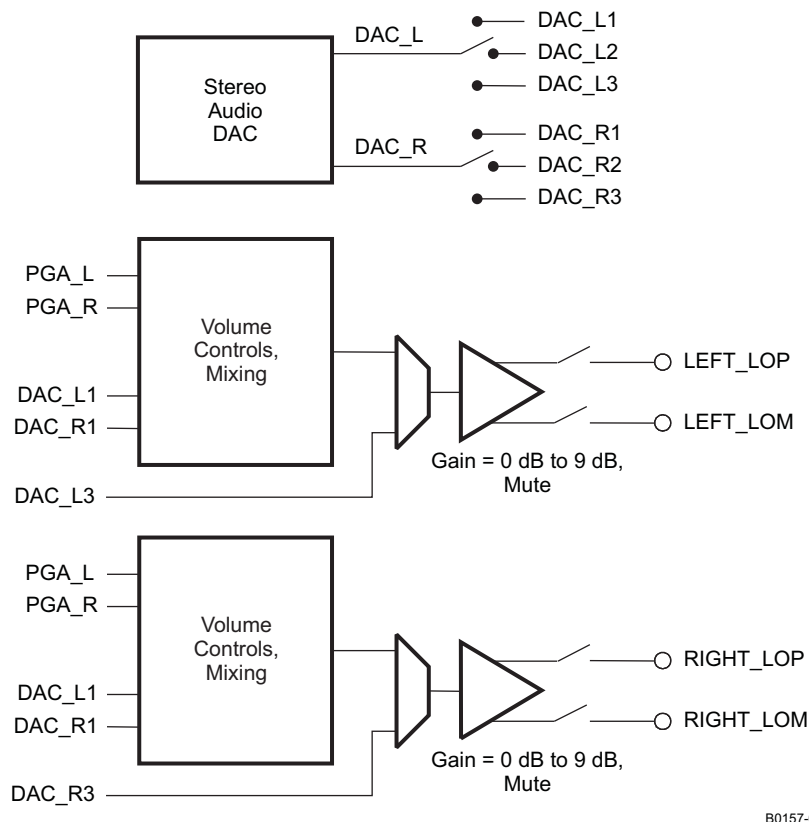 DAC_L
DAC_L1
DAC_L2
DAC_L3
Stereo
Audio
DAC
DAC_R
DAC_R1
DAC_R2
DAC_R3
PGA_L
PGA_R
DAC_L1
DAC_R1
DAC_L3
Volume
Controls,
Mixing
LEFT_LOP
LEFT_LOM
Gain = 0 dB to 9 dB,
Mute
PGA_L
PGA_R
DAC_L1
DAC_R1
DAC_R3
Volume
Controls,
Mixing
RIGHT_LOP
RIGHT_LOM
Gain = 0 dB to 9 dB,
Mute